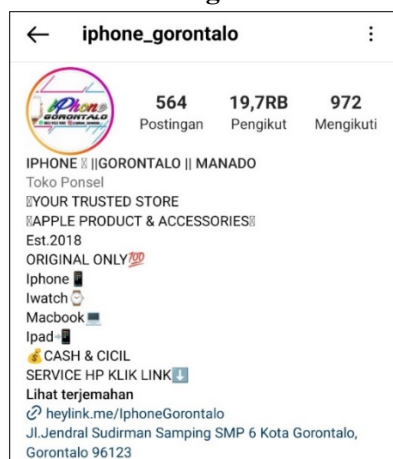 iphone_gorontalo
iPhone
GORONTALO
564 19,7RB 972
Postingan Pengikut Mengikuti
IPHONE ||GORONTALO || MANADO
Toko Ponsel
YOUR TRUSTED STORE
APPLE PRODUCT & ACCESSORIES
Est.2018
ORIGINAL ONLY💯
Iphone📱
Iwatch⌚
Macbook💻
Ipad📲
💰CASH & CICIL
SERVICE HP KLIK LINK⬇️
Lihat terjemahan
heylink.me/IphoneGorontalo
Jl.Jendral Sudirman Samping SMP 6 Kota Gorontalo,
Gorontalo 96123